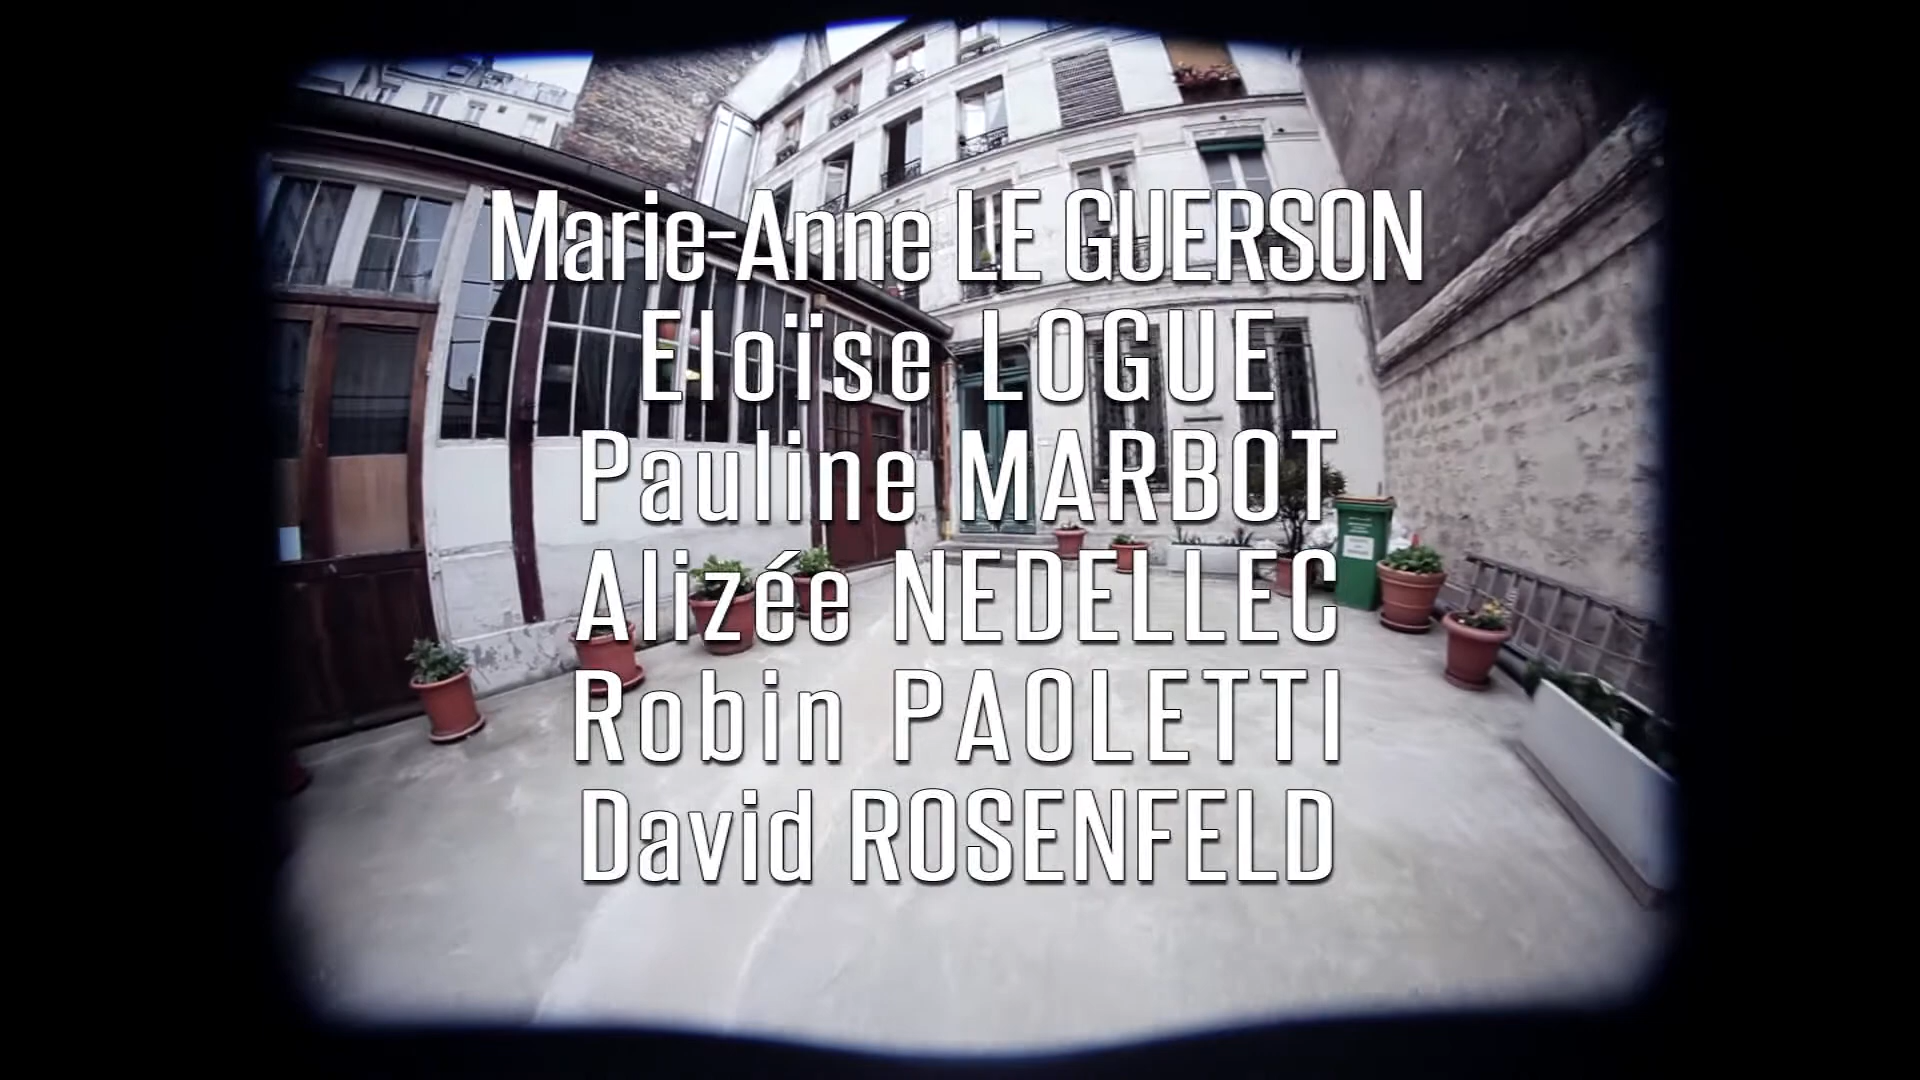 Marie-Anne LE GUERSON
Eloïse LOGUE
Pauline MARBOT
Alizée NEDELLEC
Robin PAOLETTI
David ROSENFELD